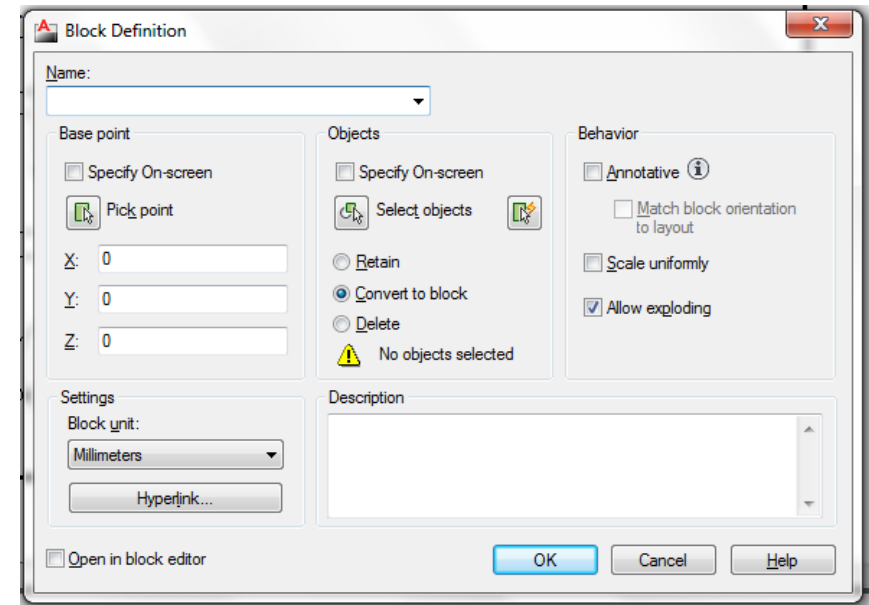 Block Definition
Name:
Base point
Specify On-screen
Pick point
X: 0
Y: 0
Z: 0
Objects
Specify On-screen
Select objects
Retain
Convert to block
Delete
No objects selected
Behavior
Annotative
Match block orientation
to layout
Scale uniformly
Allow exploding
Settings
Block unit:
Millimeters
Hyperlink...
Description
Open in block editor
OK
Cancel
Help